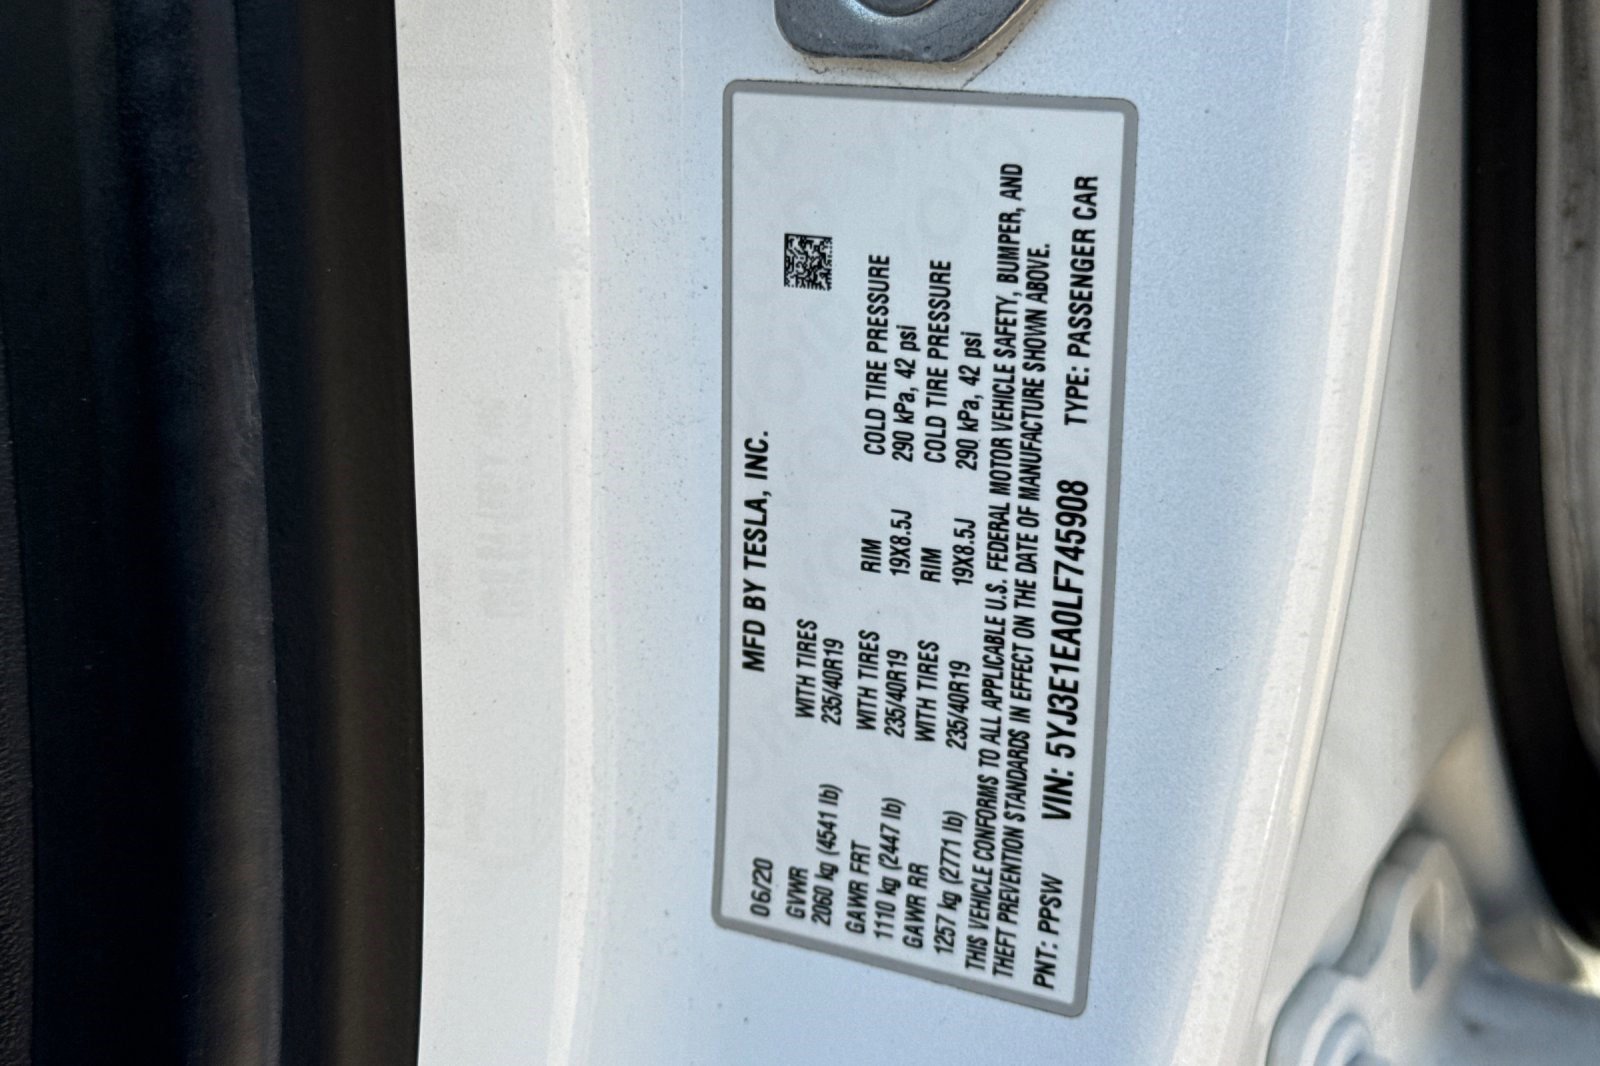 06/20 MFD BY TESLA, INC.
GVWR WITH TIRES
2060 kg (4541 lb) 235/40R19
GAWR FRT WITH TIRES RIM COLD TIRE PRESSURE
1110 kg (2447 lb) 235/40R19 19X8.5J 290 kPa, 42 psi
GAWR RR WITH TIRES RIM COLD TIRE PRESSURE
1257 kg (2771 lb) 235/40R19 19X8.5J 290 kPa, 42 psi
THIS VEHICLE CONFORMS TO ALL APPLICABLE U.S. FEDERAL MOTOR VEHICLE SAFETY, BUMPER, AND
THEFT PREVENTION STANDARDS IN EFFECT ON THE DATE OF MANUFACTURE SHOWN ABOVE.
PNT: PPSW VIN: 5YJ3E1EA0LF745908 TYPE: PASSENGER CAR